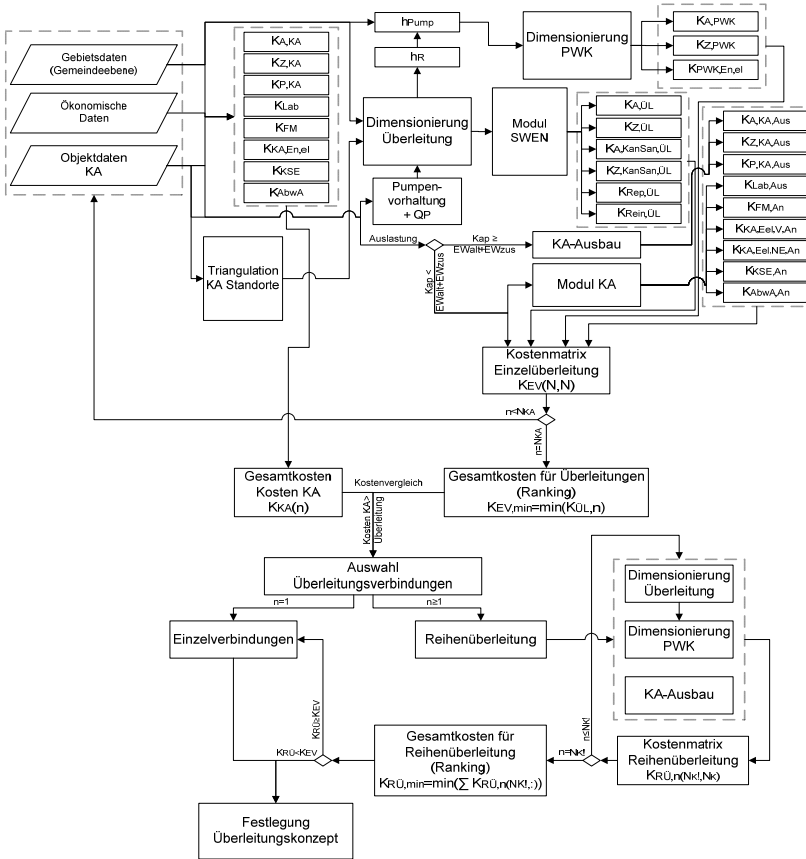 Gebietsdaten
(Gemeindeebene)
Ökonomische
Daten
Objektdaten
KA
KA,KA
KZ,KA
KP,KA
KLab
KFM
KKA,En,el
KKSE
KAbwA
hPump
hR
Dimensionierung
Überleitung
Pumpen-
vorhaltung
+ QP
Dimensionierung
PWK
KA,PWK
KZ,PWK
KPWK,En,el
Modul
SWEN
KA,ÜL
KZ,ÜL
KA,KanSan,ÜL
KZ,KanSan,ÜL
KRep,ÜL
KRein,ÜL
KA,KA,Aus
KZ,KA,Aus
KP,KA,Aus
KLab,Aus
KFM,An
KKA,Eel,V,An
KKA,Eel,NE,An
KKSE,An
KAbwA,An
Triangulation
KA Standorte
Auslastung
Kap ≥
EWalt+EWzus
Kap <
EWalt+EWzus
KA-Ausbau
Modul KA
Kostenmatrix
Einzelüberleitung
KEV(N,N)
n<NKA
n=NKA
Gesamtkosten
Kosten KA
KKA(n)
Kostenvergleich
Gesamtkosten für Überleitungen
(Ranking)
KEV,min=min(KÜL,n)
Kosten KA>
Überleitung
Auswahl
Überleitungsverbindungen
n=1
n≥1
Einzelverbindungen
Reihenüberleitung
Dimensionierung
Überleitung
Dimensionierung
PWK
KA-Ausbau
KRÜ≥KEV
KRÜ<KEV
Gesamtkosten für
Reihenüberleitung
(Ranking)
KRÜ,min=min(∑ KRÜ,n(NK!,:))
n=NK!
n≤NK!
Kostenmatrix
Reihenüberleitung
KRÜ,n(NK!,NK)
Festlegung
Überleitungskonzept